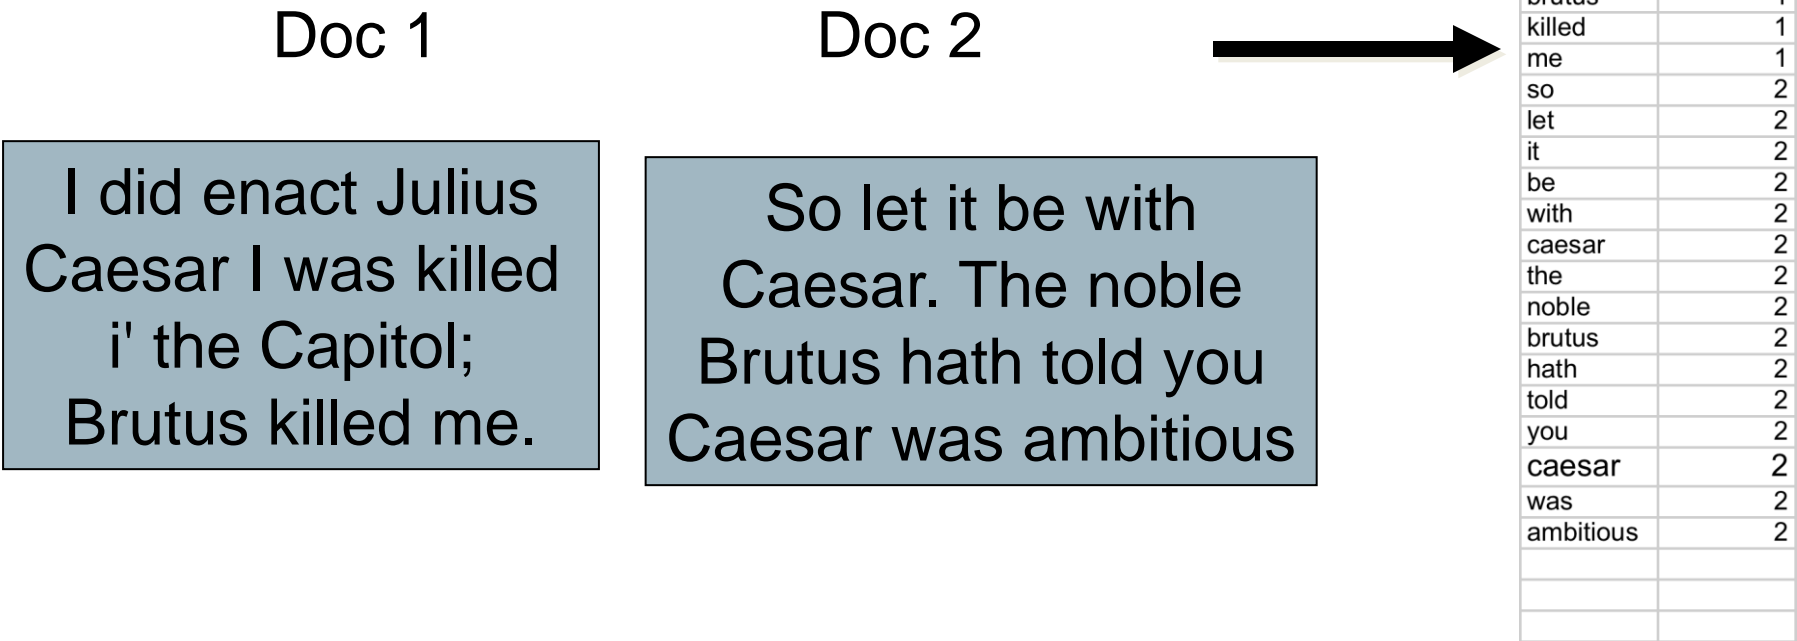 Doc 1
I did enact Julius
Caesar I was killed
i' the Capitol;
Brutus killed me.
Doc 2
So let it be with
Caesar. The noble
Brutus hath told you
Caesar was ambitious
brutus 1
killed 1
me 1
so 2
let 2
it 2
be 2
with 2
caesar 2
the 2
noble 2
brutus 2
hath 2
told 2
you 2
caesar 2
was 2
ambitious 2